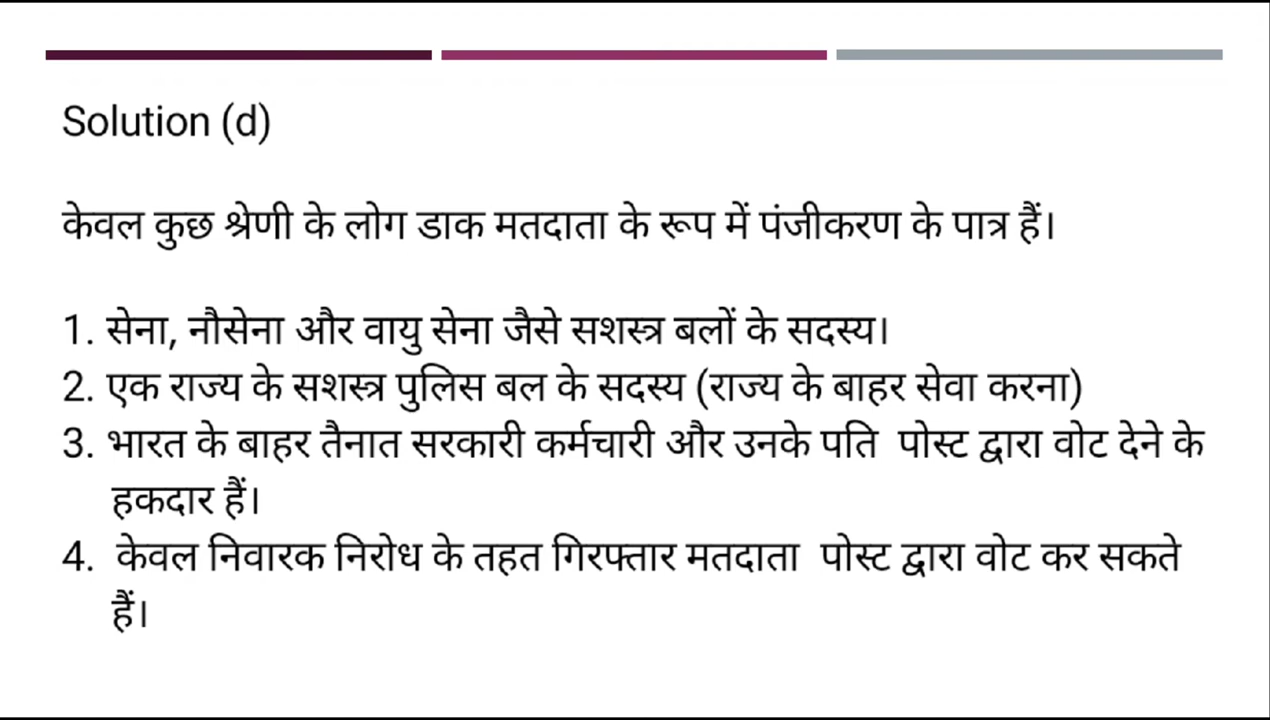 Solution (d)
केवल कुछ श्रेणी के लोग डाक मतदाता के रूप में पंजीकरण के पात्र हैं।
1. सेना, नौसेना और वायु सेना जैसे सशस्त्र बलों के सदस्य।
2. एक राज्य के सशस्त्र पुलिस बल के सदस्य (राज्य के बाहर सेवा करना)
3. भारत के बाहर तैनात सरकारी कर्मचारी और उनके पति पोस्ट द्वारा वोट देने के
हकदार हैं।
4. केवल निवारक निरोध के तहत गिरफ्तार मतदाता पोस्ट द्वारा वोट कर सकते
हैं।